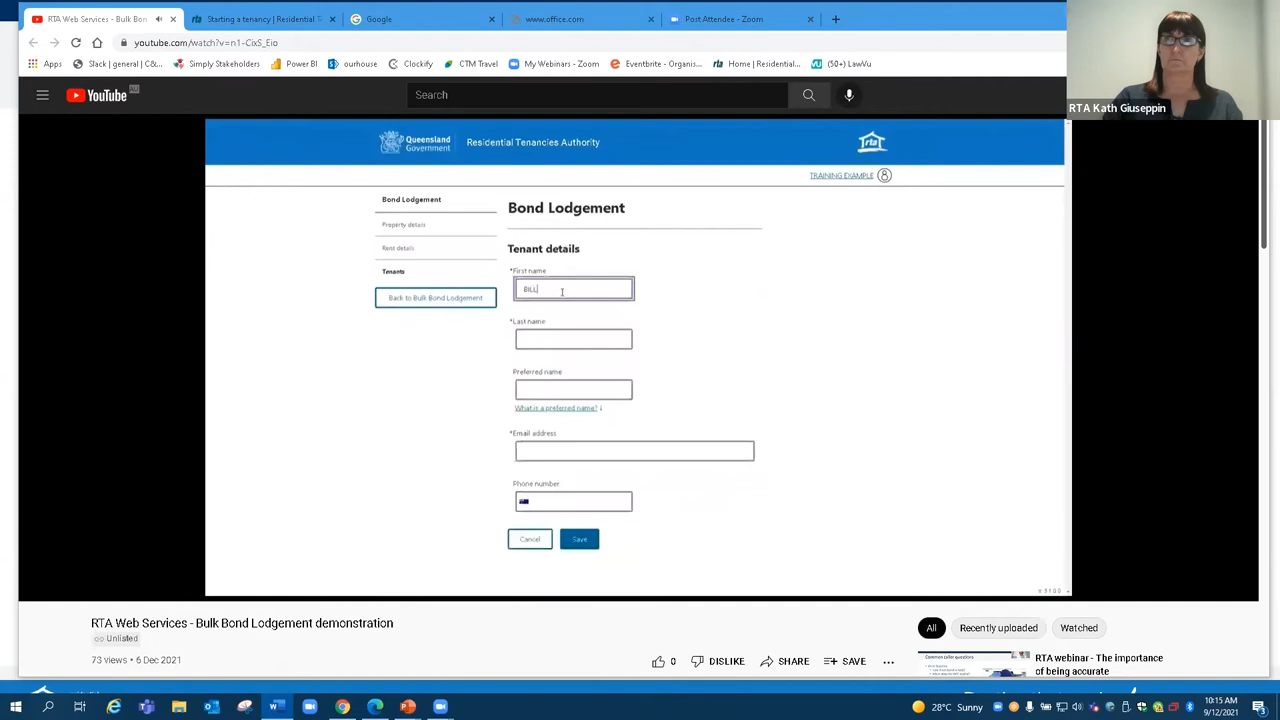 RTA Web Services - Bulk Bon
Starting a tenancy | Residential T
Google
www.office.com
Post Attendee - Zoom
youtube.com/watch?v=n1-CixS_Eio
Apps
Slack | general | C&...
Simply Stakeholders
Power BI
ourhouse
Clockify
CTM Travel
My Webinars - Zoom
Eventbrite - Organis...
Home | Residential...
(50+) LawVu
RTA Kath Giuseppin
YouTube AU
Search
Queensland Government
Residential Tenancies Authority
rta
TRAINING EXAMPLE
Bond Lodgement
Property details
Rent details
Tenants
Back to Bulk Bond Lodgement
Bond Lodgement
Tenant details
*First name
BILL
*Last name
Preferred name
What is a preferred name?
*Email address
Phone number
Cancel
Save
RTA Web Services - Bulk Bond Lodgement demonstration
Unlisted
73 views • 6 Dec 2021
0
DISLIKE
SHARE
SAVE
All
Recently uploaded
Watched
Common caller questions
RTA webinar - The importance
of being accurate
28°C Sunny
10:15 AM
9/12/2021